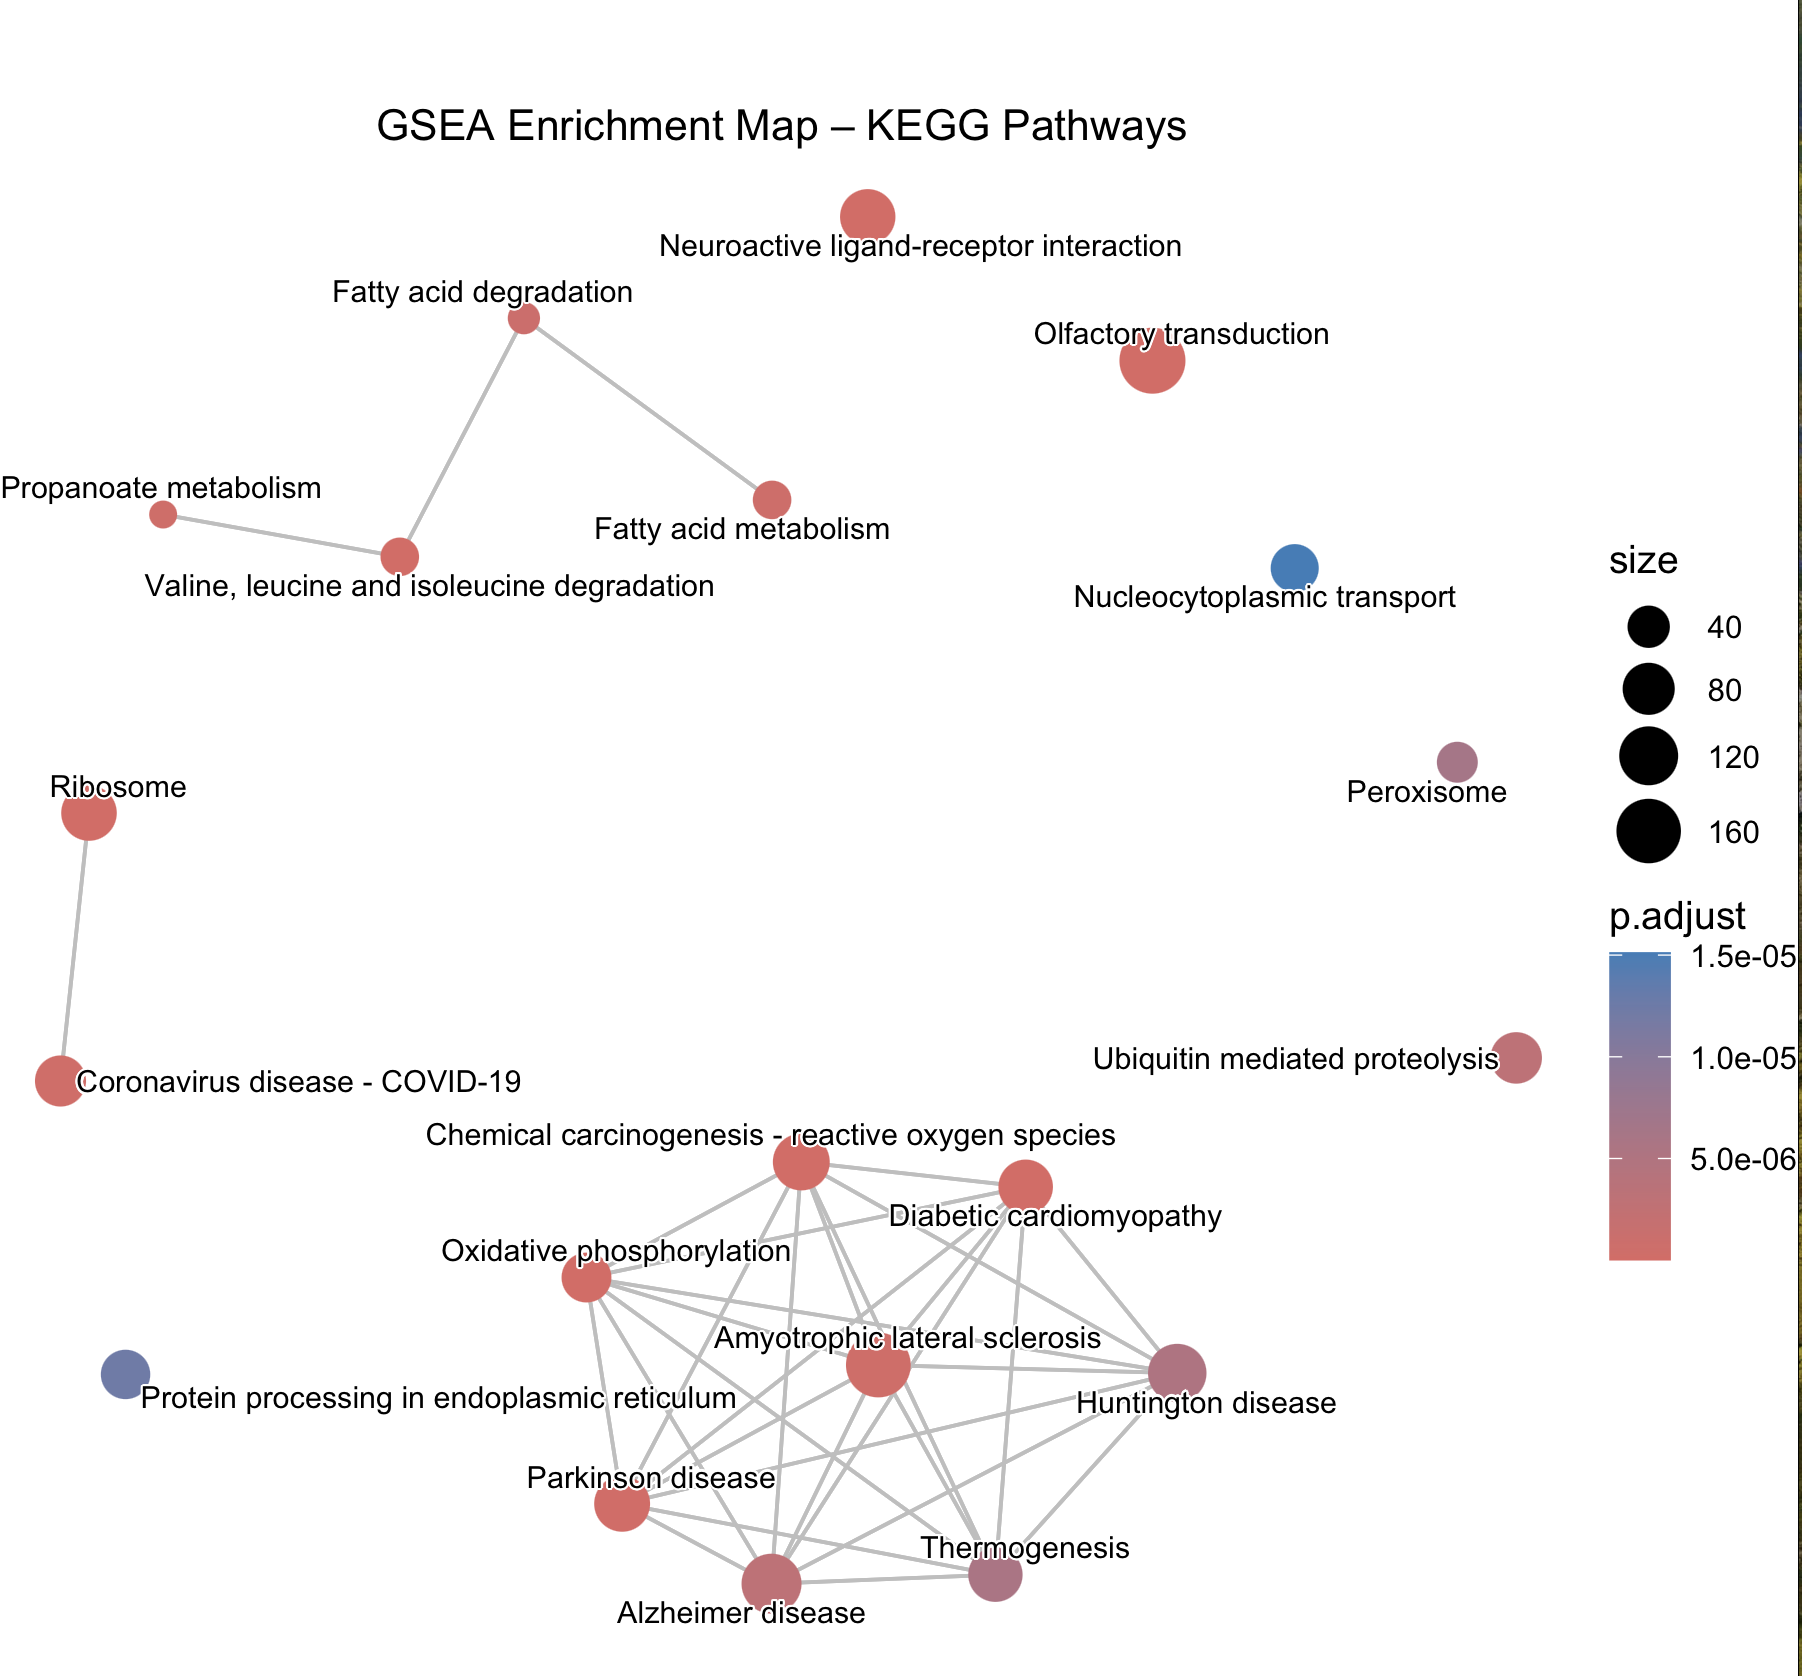 GSEA Enrichment Map – KEGG Pathways
Neuroactive ligand-receptor interaction
Fatty acid degradation
Olfactory transduction
Propanoate metabolism
Fatty acid metabolism
Valine, leucine and isoleucine degradation
Nucleocytoplasmic transport
size
40
80
120
160
Peroxisome
Ribosome
p.adjust
1.5e-05
1.0e-05
5.0e-06
Ubiquitin mediated proteolysis
Coronavirus disease - COVID-19
Chemical carcinogenesis - reactive oxygen species
Diabetic cardiomyopathy
Oxidative phosphorylation
Amyotrophic lateral sclerosis
Protein processing in endoplasmic reticulum
Huntington disease
Parkinson disease
Thermogenesis
Alzheimer disease